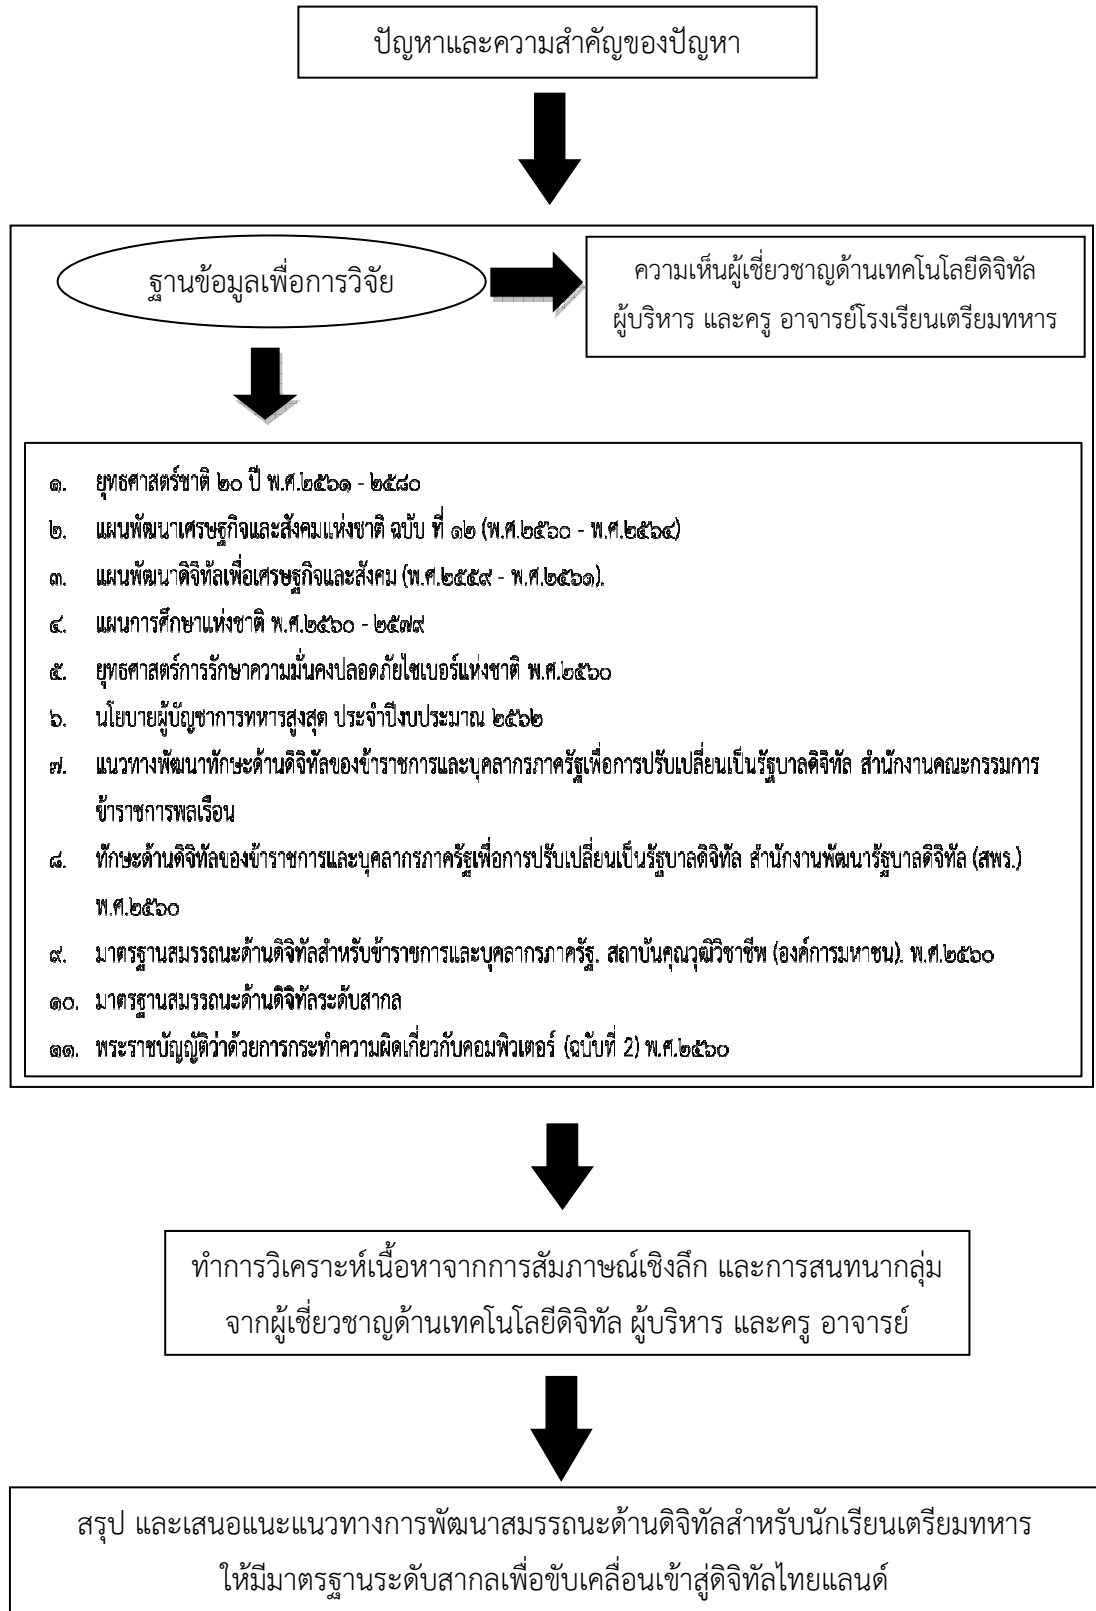 ปัญหาและความสำคัญของปัญหา
ฐานข้อมูลเพื่อการวิจัย
ความเห็นผู้เชี่ยวชาญด้านเทคโนโลยีดิจิทัล
ผู้บริหาร และครู อาจารย์โรงเรียนเตรียมทหาร
๑. ยุทธศาสตร์ชาติ ๒๐ ปี พ.ศ.๒๕๖๑ - ๒๕๘๐
๒. แผนพัฒนาเศรษฐกิจและสังคมแห่งชาติ ฉบับ ที่ ๑๒ (พ.ศ.๒๕๖๐ - พ.ศ.๒๕๖๔)
๓. แผนพัฒนาดิจิทัลเพื่อเศรษฐกิจและสังคม (พ.ศ.๒๕๕๙ - พ.ศ.๒๕๖๑).
๔. แผนการศึกษาแห่งชาติ พ.ศ.๒๕๖๐ - ๒๕๗๙
๕. ยุทธศาสตร์การรักษาความมั่นคงปลอดภัยไซเบอร์แห่งชาติ พ.ศ.๒๕๖๐
๖. นโยบายผู้บัญชาการทหารสูงสุด ประจำปีงบประมาณ ๒๕๖๒
๗. แนวทางพัฒนาทักษะด้านดิจิทัลของข้าราชการและบุคลากรภาครัฐเพื่อการปรับเปลี่ยนเป็นรัฐบาลดิจิทัล สำนักงานคณะกรรมการ
ข้าราชการพลเรือน
๘. ทักษะด้านดิจิทัลของข้าราชการและบุคลากรภาครัฐเพื่อการปรับเปลี่ยนเป็นรัฐบาลดิจิทัล สำนักงานพัฒนารัฐบาลดิจิทัล (สพร.)
พ.ศ.๒๕๖๐
๙. มาตรฐานสมรรถนะด้านดิจิทัลสำหรับข้าราชการและบุคลากรภาครัฐ. สถาบันคุณวุฒิวิชาชีพ (องค์การมหาชน). พ.ศ.๒๕๖๐
๑๐. มาตรฐานสมรรถนะด้านดิจิทัลระดับสากล
๑๑. พระราชบัญญัติว่าด้วยการกระทำความผิดเกี่ยวกับคอมพิวเตอร์ (ฉบับที่ 2) พ.ศ.๒๕๖๐
ทำการวิเคราะห์เนื้อหาจากการสัมภาษณ์เชิงลึก และการสนทนากลุ่ม
จากผู้เชี่ยวชาญด้านเทคโนโลยีดิจิทัล ผู้บริหาร และครู อาจารย์
สรุป และเสนอแนะแนวทางการพัฒนาสมรรถนะด้านดิจิทัลสำหรับนักเรียนเตรียมทหาร
ให้มีมาตรฐานระดับสากลเพื่อขับเคลื่อนเข้าสู่ดิจิทัลไทยแลนด์